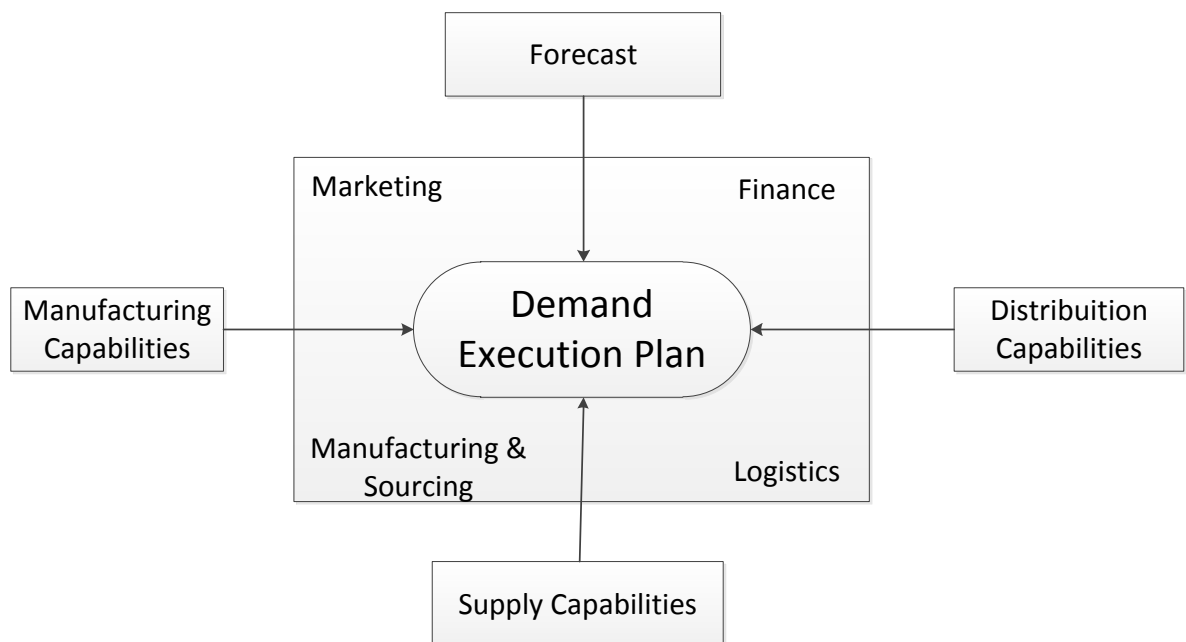 Forecast
Marketing
Finance
Manufacturing
Capabilities
Demand
Execution Plan
Distribuition
Capabilities
Manufacturing &
Sourcing
Logistics
Supply Capabilities